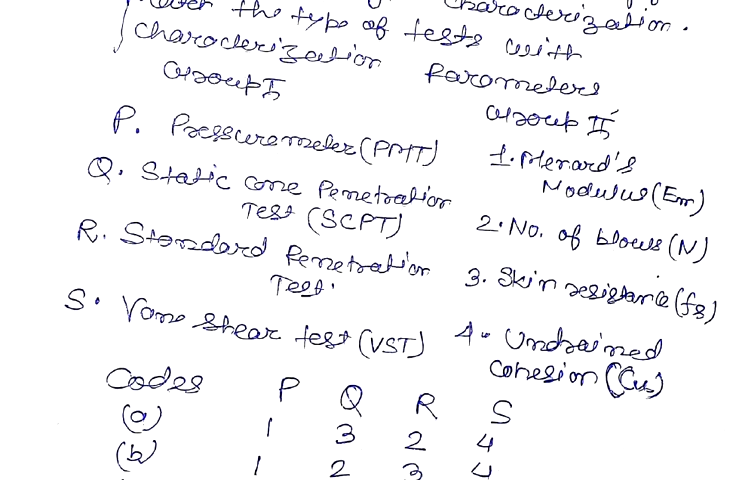 characterization.
the type of tests with
characterization Parameters
Group I
Group II
P. Pressuremeter (PMT) 1. Menard's Modulus (Em)
Q. Static cone Penetration Test (SCPT) 2. No. of blows (N)
R. Standard Penetration Test. 3. Skin resistance (fs)
S. Vane shear test (VST) 4. Undrained Cohesion (Cu)
Codes P Q R S
(a) 1 3 2 4
(b) 1 2 3 4